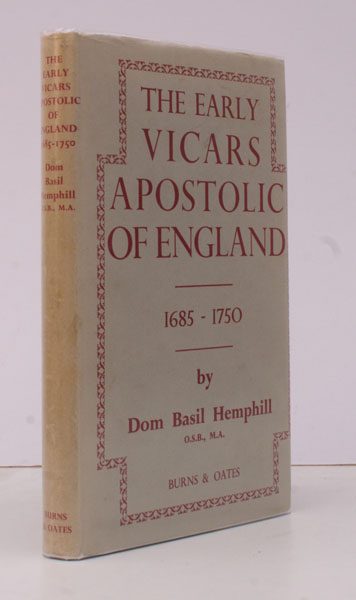 THE
EARLY
VICARS
APOSTOLIC
OF
ENGLAND
1685-1750
Dom
Basil
Hemphill
O.S.B., M.A.
BURNS
& OATES
THE EARLY
VICARS
APOSTOLIC
OF ENGLAND
1685 - 1750
by
Dom Basil Hemphill
O.S.B., M.A.
BURNS & OATES